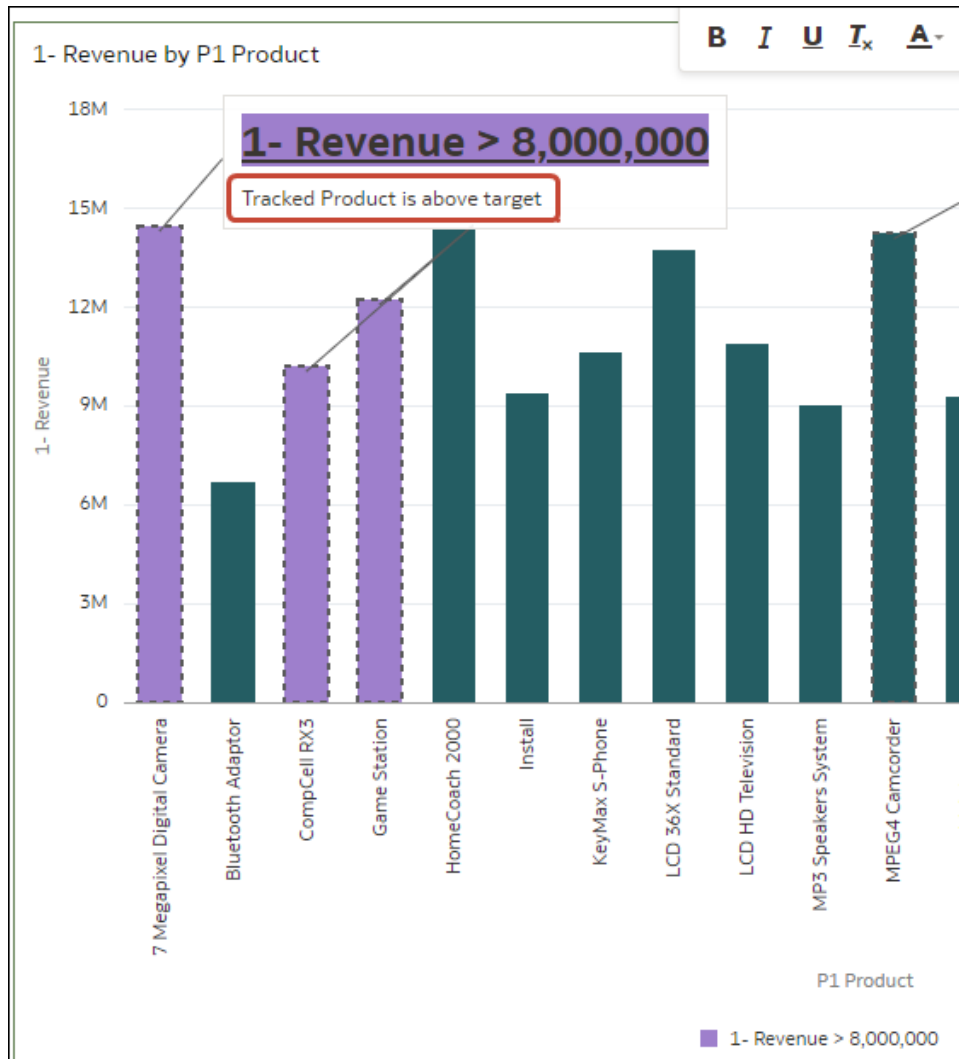 B I U Tx A
1- Revenue by P1 Product
1- Revenue > 8,000,000
Tracked Product is above target
18M
15M
12M
9M
6M
3M
0
1- Revenue
7 Megapixel Digital Camera
Bluetooth Adaptor
CompCell RX3
Game Station
HomeCoach 2000
Install
KeyMax S-Phone
LCD 36X Standard
LCD HD Television
MP3 Speakers System
MPEG4 Camcorder
P1 Product
1- Revenue > 8,000,000